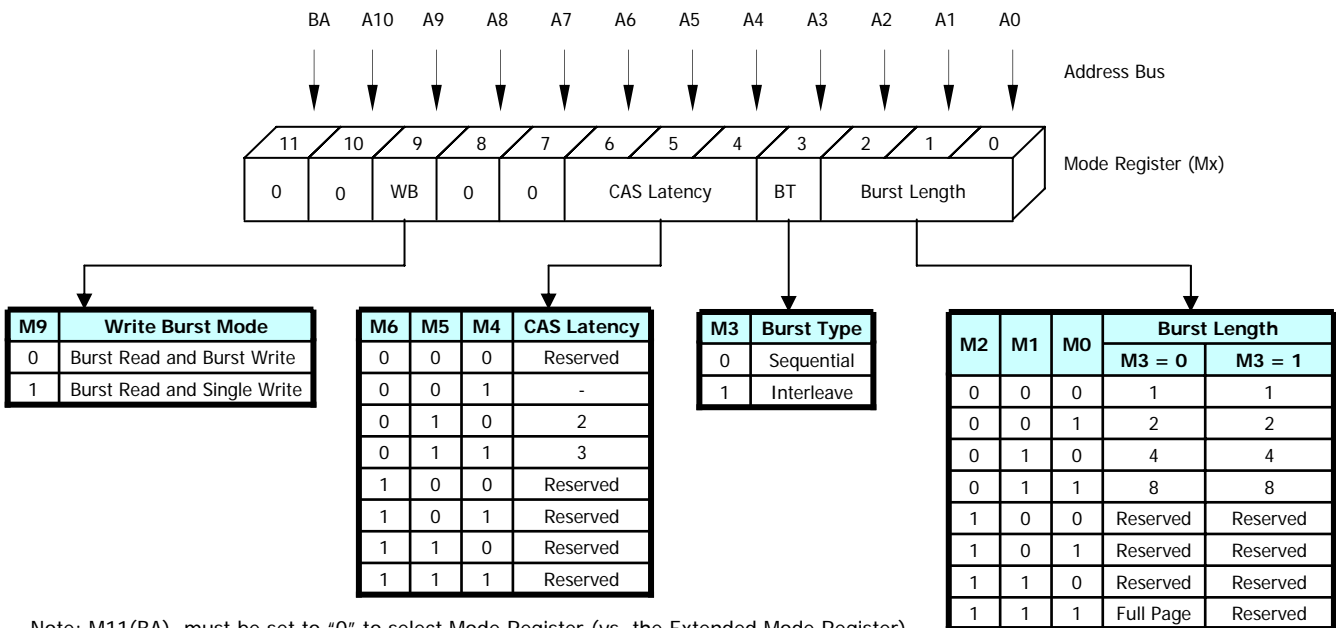 BA A10 A9 A8 A7 A6 A5 A4 A3 A2 A1 A0
Address Bus
11 10 9 8 7 6 5 4 3 2 1 0
Mode Register (Mx)
0 0 WB 0 0 CAS Latency BT Burst Length
M9 Write Burst Mode
0 Burst Read and Burst Write
1 Burst Read and Single Write
M6 M5 M4 CAS Latency
0 0 0 Reserved
0 0 1 -
0 1 0 2
0 1 1 3
1 0 0 Reserved
1 0 1 Reserved
1 1 0 Reserved
1 1 1 Reserved
M3 Burst Type
0 Sequential
1 Interleave
M2 M1 M0 Burst Length
M3 = 0 M3 = 1
0 0 0 1 1
0 0 1 2 2
0 1 0 4 4
0 1 1 8 8
1 0 0 Reserved Reserved
1 0 1 Reserved Reserved
1 1 0 Reserved Reserved
1 1 1 Full Page Reserved
Note: M11(BA) must be set to "0" to select Mode Register (vs. the Extended Mode Register)